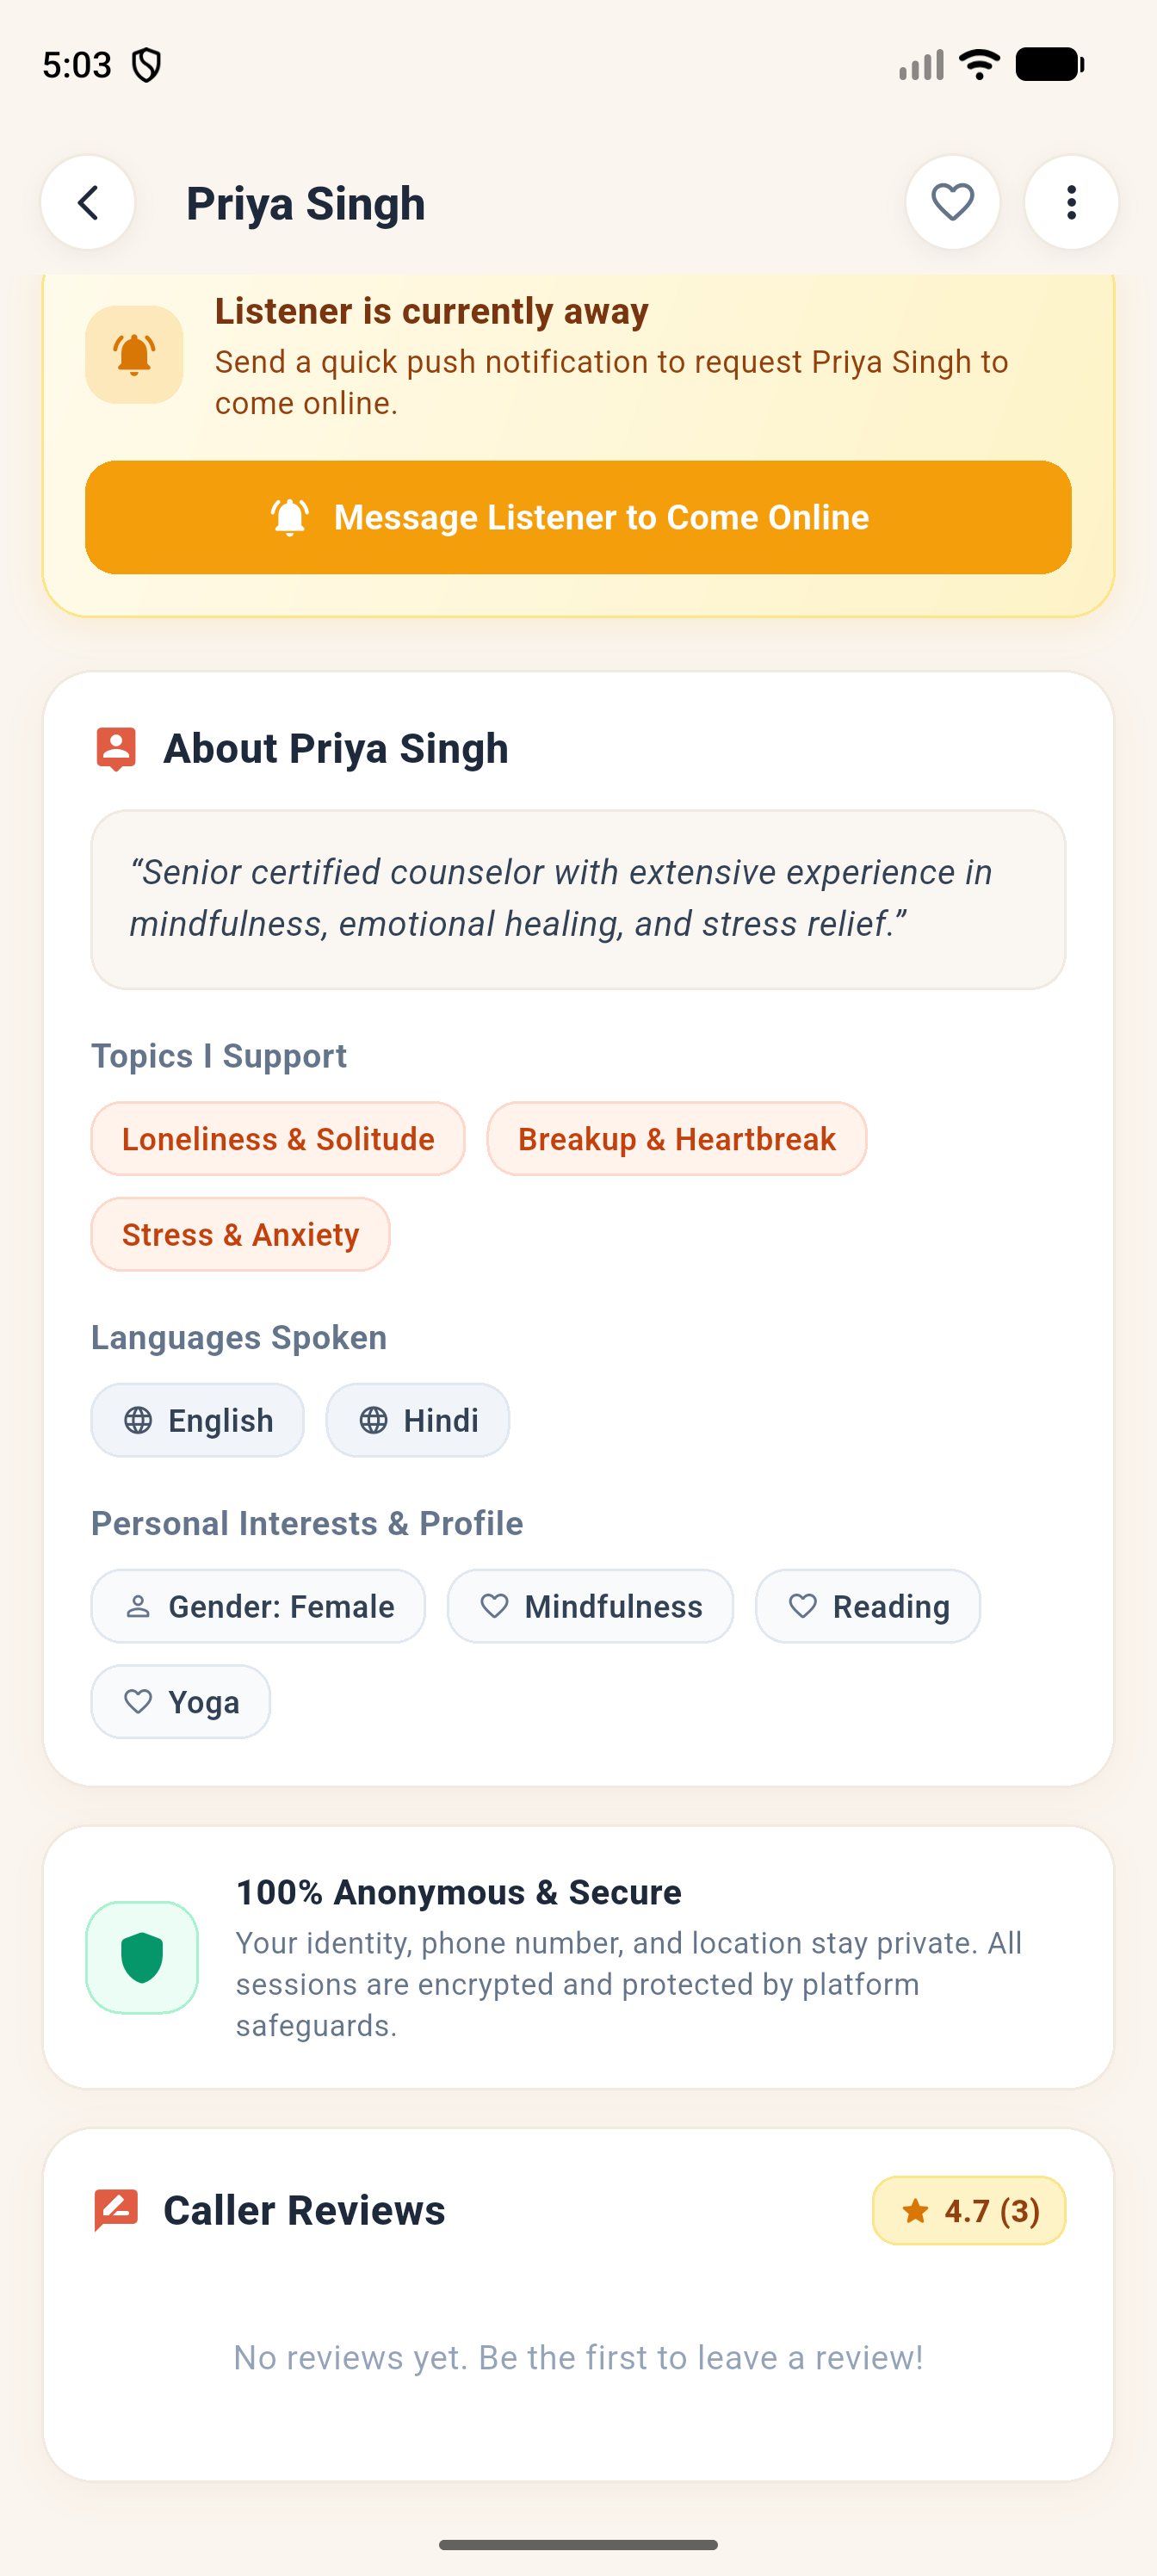 5:03
Priya Singh
Listener is currently away
Send a quick push notification to request Priya Singh to
come online.
Message Listener to Come Online
About Priya Singh
“Senior certified counselor with extensive experience in
mindfulness, emotional healing, and stress relief.”
Topics I Support
Loneliness & Solitude
Breakup & Heartbreak
Stress & Anxiety
Languages Spoken
English
Hindi
Personal Interests & Profile
Gender: Female
Mindfulness
Reading
Yoga
100% Anonymous & Secure
Your identity, phone number, and location stay private. All
sessions are encrypted and protected by platform
safeguards.
Caller Reviews
4.7 (3)
No reviews yet. Be the first to leave a review!